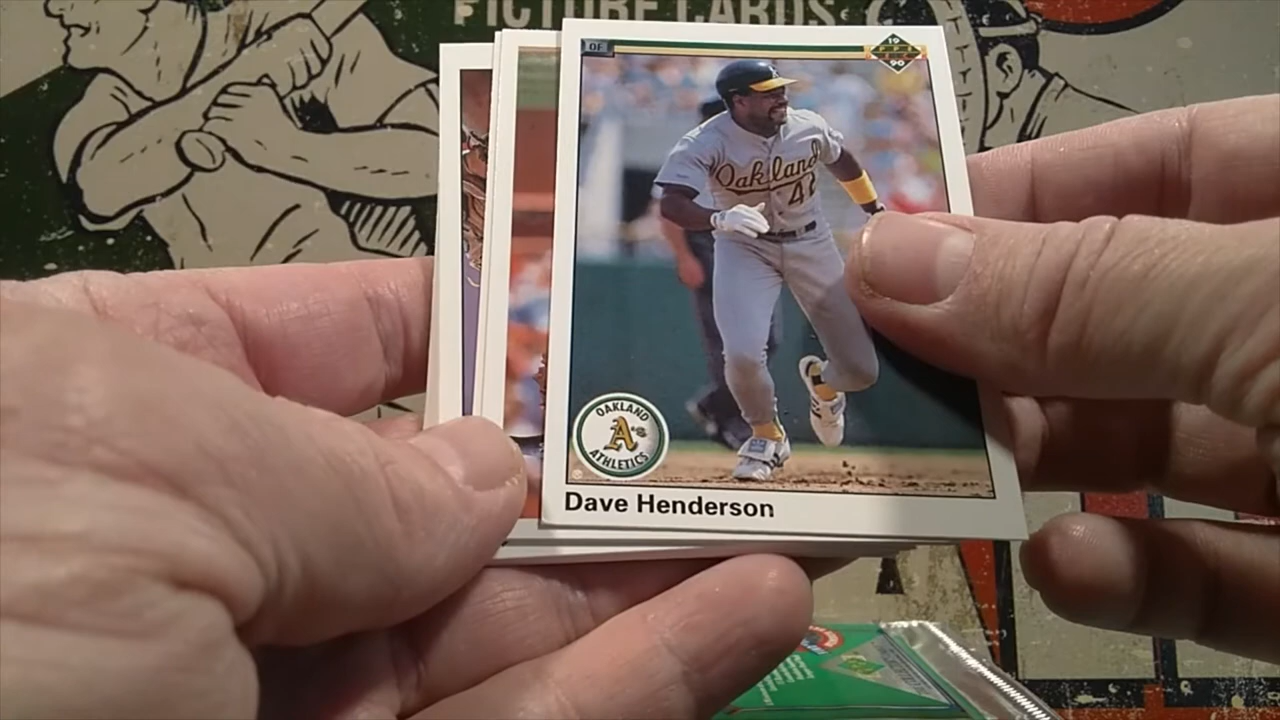 PICTURE CARDS
OF
19
90
Oakland
42
OAKLAND
A's
ATHLETICS
Dave Henderson